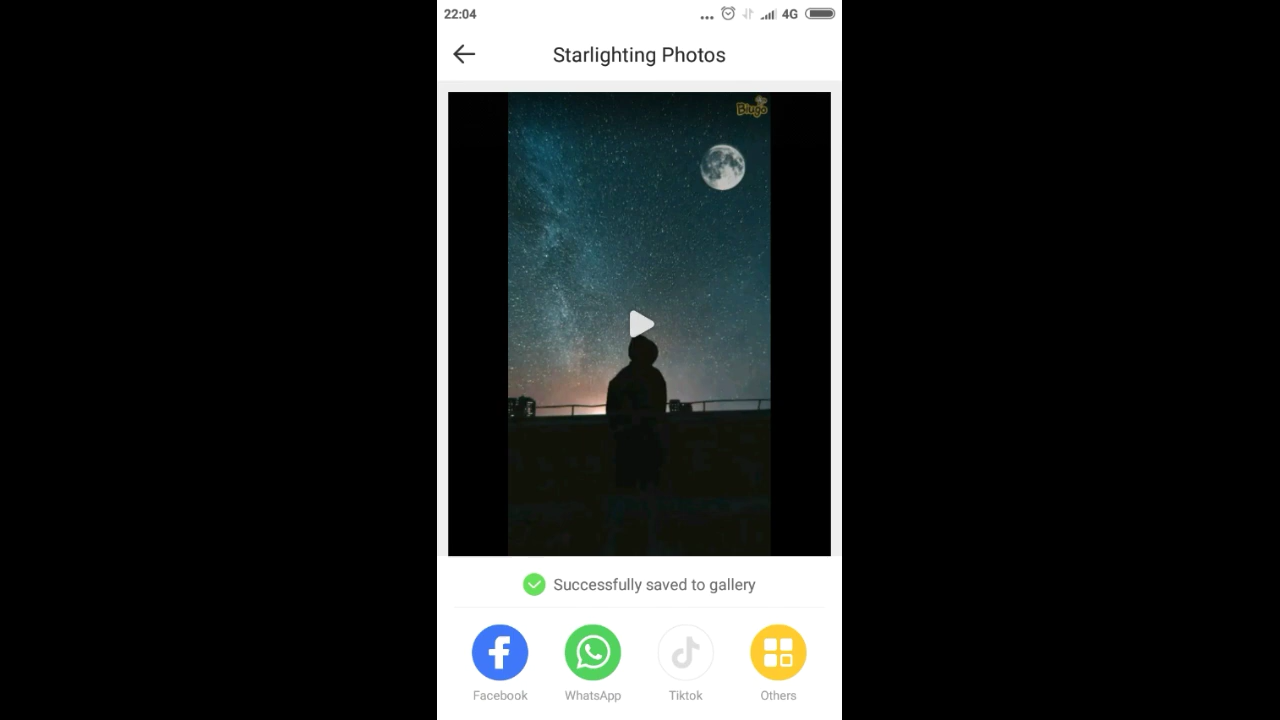 22:04
4G
Starlighting Photos
Biugo
Successfully saved to gallery
Facebook
WhatsApp
Tiktok
Others